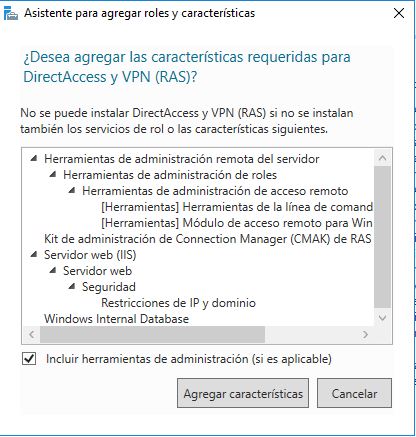 Asistente para agregar roles y características
¿Desea agregar las características requeridas para
DirectAccess y VPN (RAS)?
No se puede instalar DirectAccess y VPN (RAS) si no se instalan
también los servicios de rol o las características siguientes.
Herramientas de administración remota del servidor
Herramientas de administración de roles
Herramientas de administración de acceso remoto
[Herramientas] Herramientas de la línea de comand
[Herramientas] Módulo de acceso remoto para Win
Kit de administración de Connection Manager (CMAK) de RAS
Servidor web (IIS)
Servidor web
Seguridad
Restricciones de IP y dominio
Windows Internal Database
Incluir herramientas de administración (si es aplicable)
Agregar características
Cancelar